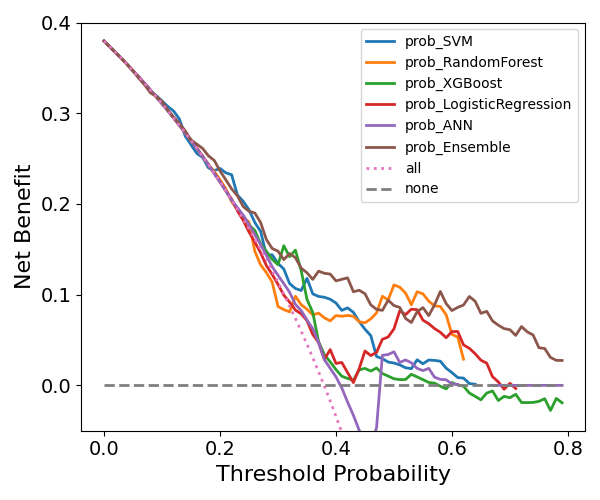 0.4
0.3
0.2
0.1
0.0
Net Benefit
prob_SVM
prob_RandomForest
prob_XGBoost
prob_LogisticRegression
prob_ANN
prob_Ensemble
all
none
0.0 0.2 0.4 0.6 0.8
Threshold Probability